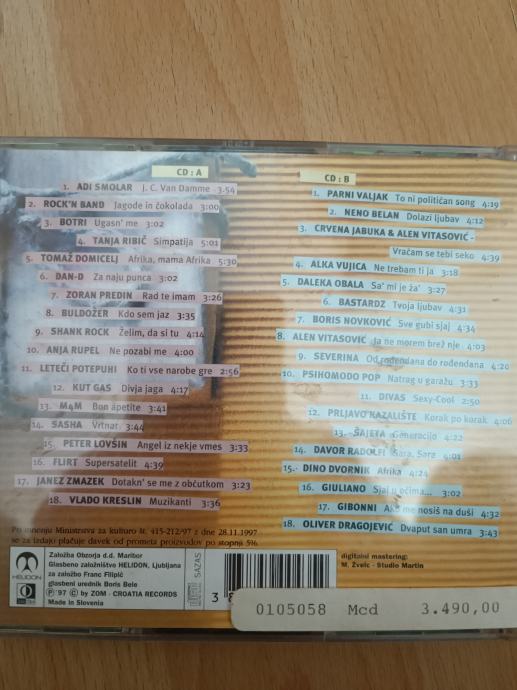 CD : A
1. ADI SMOLAR J. C. Van Damme 3:54
2. ROCK'N BAND Jagode in čokolada 3:00
3. BOTRI Ugasn' me 3:02
4. TANJA RIBIČ Simpatija 5:01
5. TOMAŽ DOMICELJ Afrika, mama Afrika 5:30
6. DAN-D Za naju punca 3:02
7. ZORAN PREDIN Rad te imam 3:26
8. BULDOŽER Kdo sem jaz 3:35
9. SHANK ROCK Želim, da si tu 4:14
10. ANJA RUPEL Ne pozabi me 4:00
11. LETEČI POTEPUHI Ko ti vse narobe gre 2:56
12. KUT GAS Divja jaga 4:17
13. M4M Bon apetite 3:41
14. SASHA Vrtnar 3:44
15. PETER LOVŠIN Angel iz nekje vmes 3:33
16. FLIRT Supersatelit 4:39
17. JANEZ ZMAZEK Dotakn' se me z občutkom 3:23
18. VLADO KRESLIN Muzikanti 3:36
CD : B
1. PARNI VALJAK To ni političan song 4:19
2. NENO BELAN Dolazi ljubav 4:12
3. CRVENA JABUKA & ALEN VITASOVIĆ -
Vraćam se tebi seko 4:39
4. ALKA VUJICA Ne trebam ti ja 3:18
5. DALEKA OBALA Sa' mi je ža' 3:27
6. BASTARDZ Tvoja ljubav 4:31
7. BORIS NOVKOVIĆ Sve gubi sjaj 4:34
8. ALEN VITASOVIĆ Ja ne morem brež nje 4:03
9. SEVERINA Od rođendana do rođendana 4:20
10. PSIHOMODO POP Natrag u garažu 3:33
11. DIVAS Sexy-Cool 2:50
12. PRLJAVO KAZALIŠTE Korak po korak 4:06
13. ŠAJETA Generacijo 4:22
14. DAVOR RADOLFI Sara, Sara 4:01
15. DINO DVORNIK Afrika 4:24
16. GIULIANO Sjaj u očima... 3:02
17. GIBONNI Ako me nosiš na duši 4:32
18. OLIVER DRAGOJEVIĆ Dvaput san umra 3:43
Po mnenju Ministrstva za kulturo št. 415-212/97 z dne 28.11.1997
se za izdajo plačuje davek od prometa proizvodov po stopnji 5%.
HELIDON
Založba Obzorja d.d. Maribor
Glasbeno založništvo HELIDON, Ljubljana
za založbo Franc Filipič
glasbeni urednik Boris Bele
Ⓟ '97 © by ZOM - CROATIA RECORDS
Made in Slovenia
SAZAS
3 8
digitalni mastering:
M. Žvelc - Studio Martin
0105058 Mcd 3.490,00